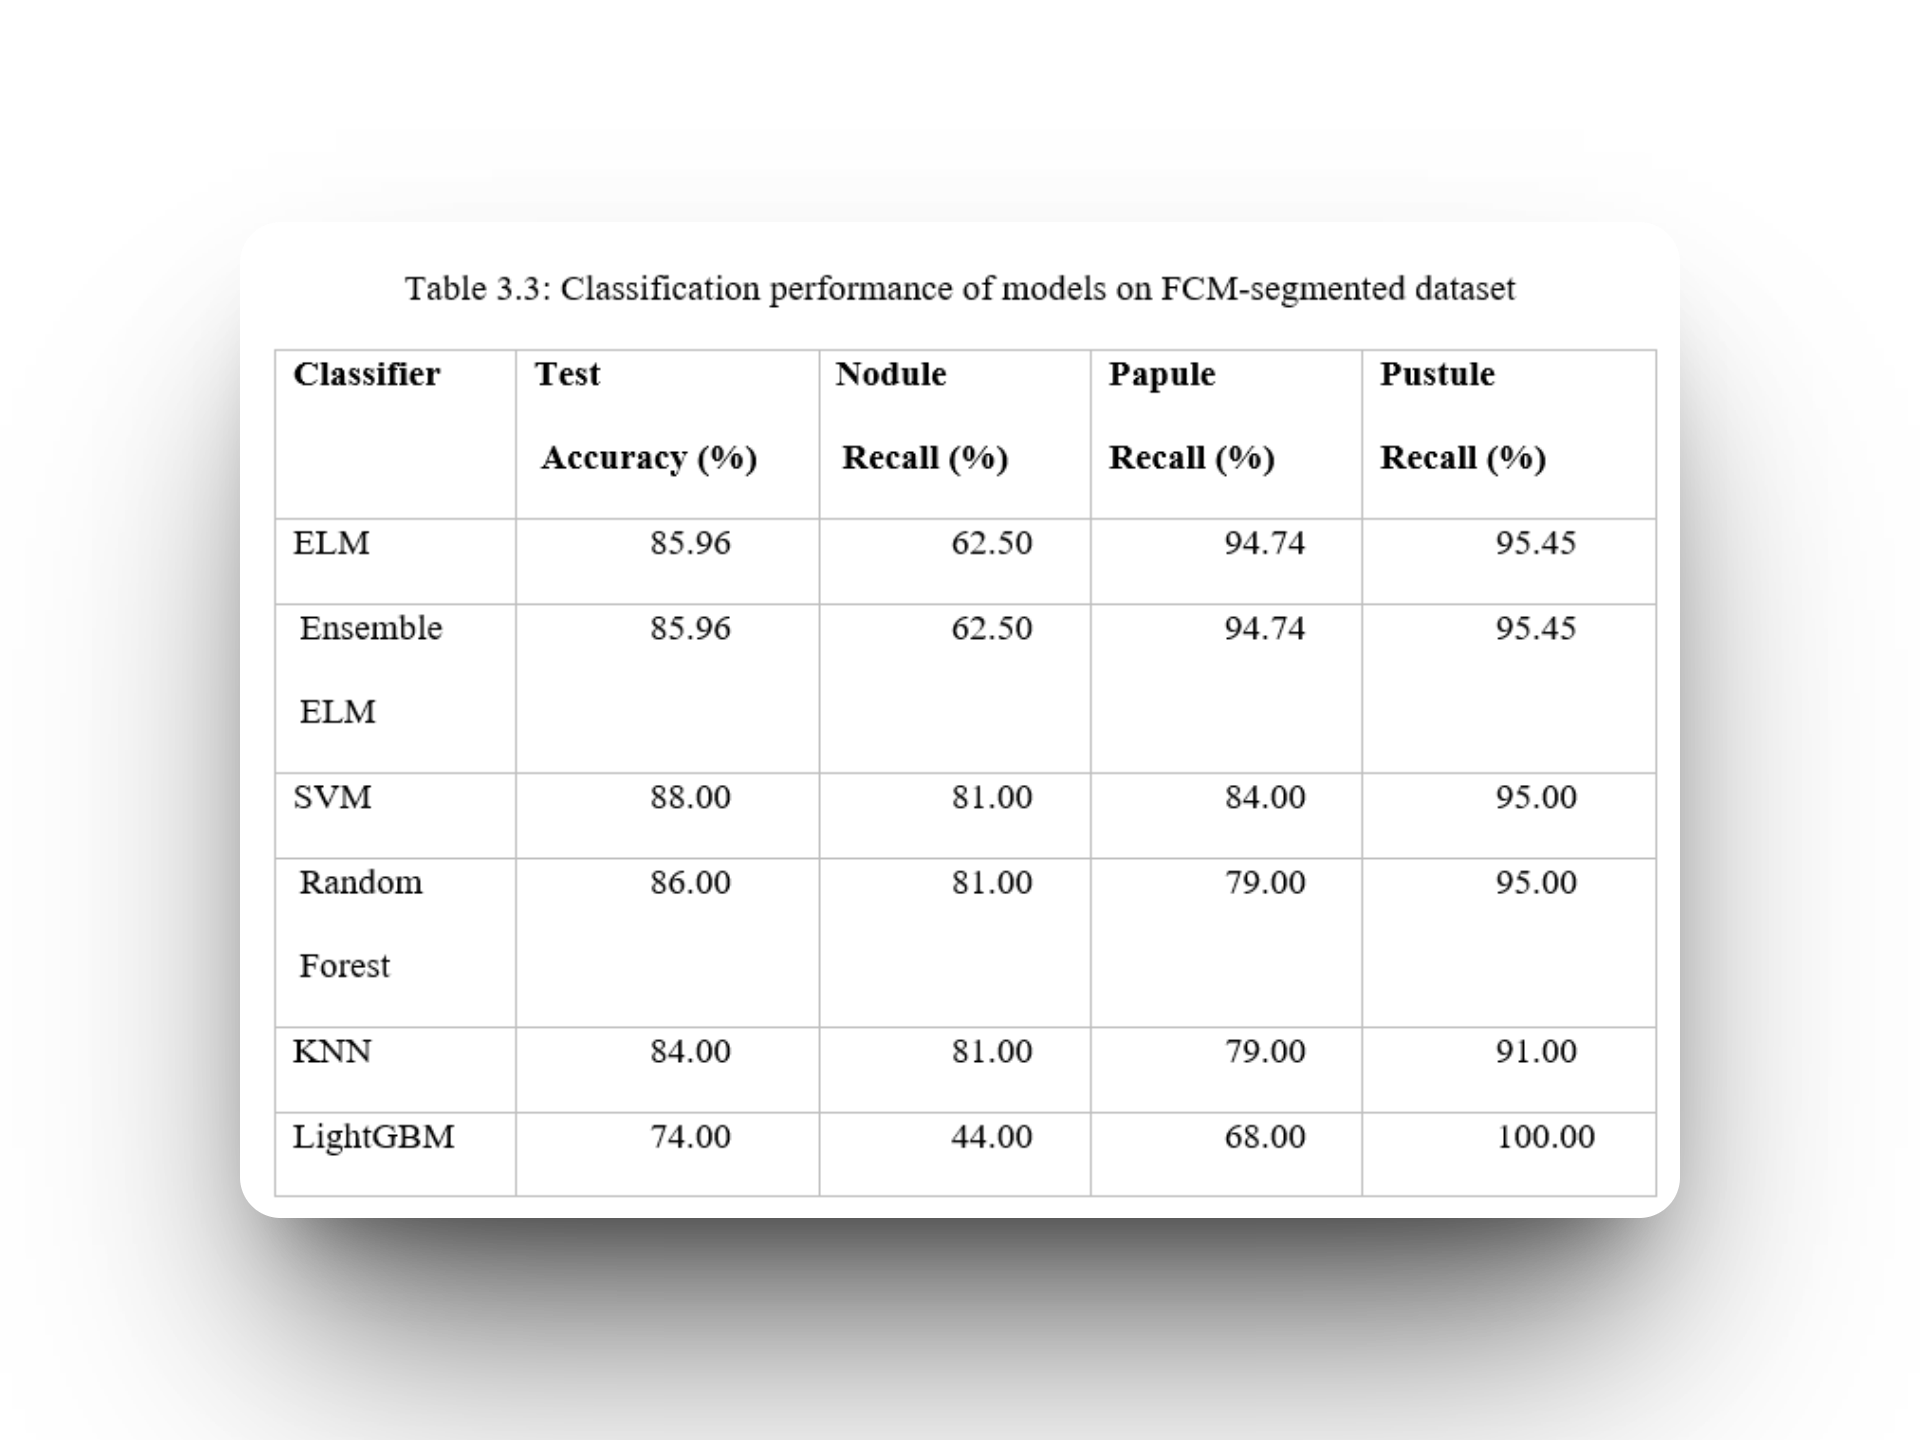 Table 3.3: Classification performance of models on FCM-segmented dataset
Classifier Test Nodule Papule Pustule
Accuracy (%) Recall (%) Recall (%) Recall (%)
ELM 85.96 62.50 94.74 95.45
Ensemble 85.96 62.50 94.74 95.45
ELM
SVM 88.00 81.00 84.00 95.00
Random 86.00 81.00 79.00 95.00
Forest
KNN 84.00 81.00 79.00 91.00
LightGBM 74.00 44.00 68.00 100.00